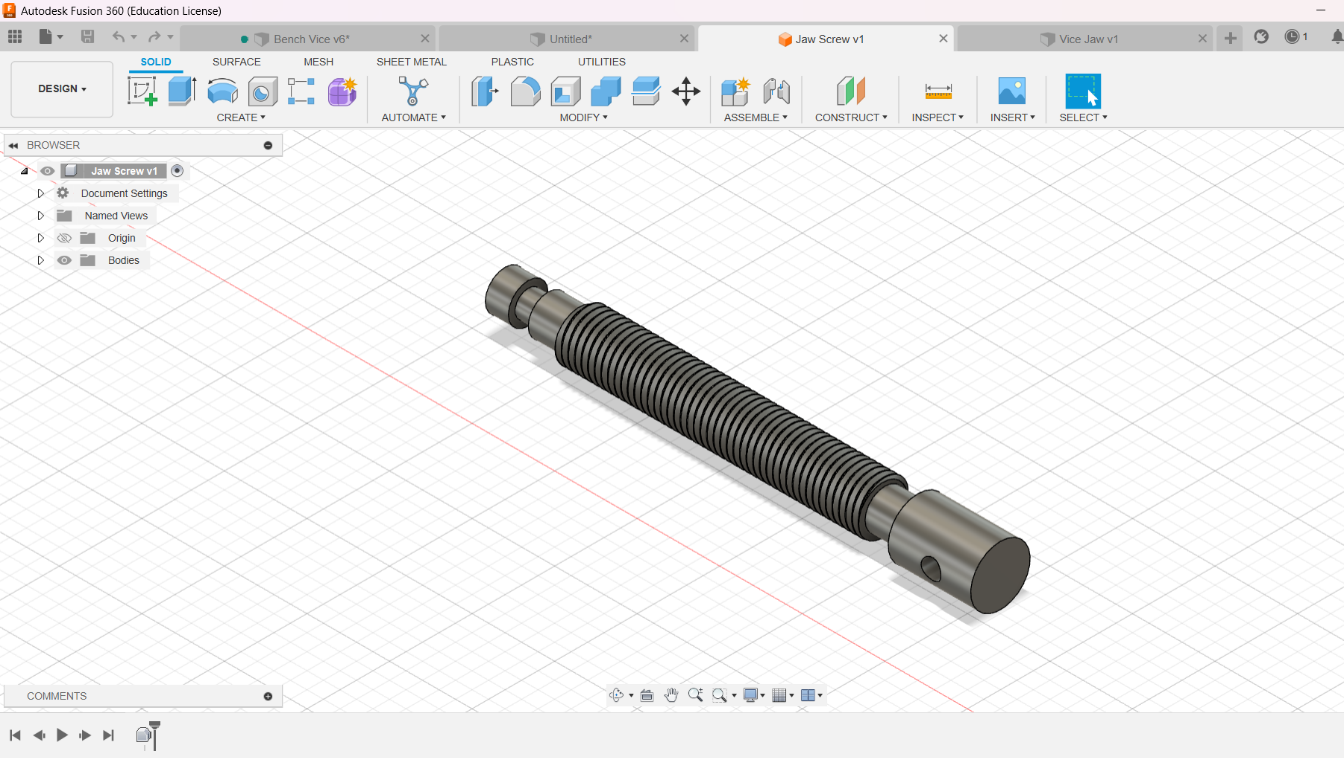 Autodesk Fusion 360 (Education License)
Bench Vice v6*
Untitled*
Jaw Screw v1
Vice Jaw v1
1
SOLID
SURFACE
MESH
SHEET METAL
PLASTIC
UTILITIES
DESIGN
CREATE
AUTOMATE
MODIFY
ASSEMBLE
CONSTRUCT
INSPECT
INSERT
SELECT
BROWSER
Jaw Screw v1
Document Settings
Named Views
Origin
Bodies
COMMENTS